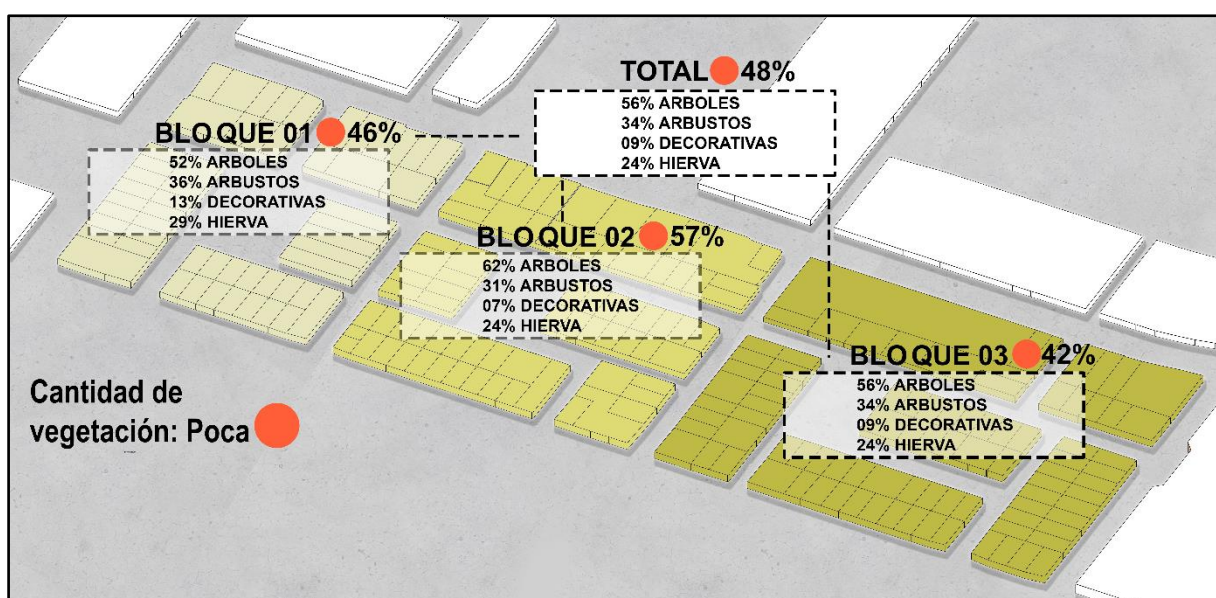 TOTAL 48%
56% ARBOLES
34% ARBUSTOS
09% DECORATIVAS
24% HIERVA
BLOQUE 01 46%
52% ARBOLES
36% ARBUSTOS
13% DECORATIVAS
29% HIERVA
BLOQUE 02 57%
62% ARBOLES
31% ARBUSTOS
07% DECORATIVAS
24% HIERVA
BLOQUE 03 42%
56% ARBOLES
34% ARBUSTOS
09% DECORATIVAS
24% HIERVA
Cantidad de
vegetación: Poca